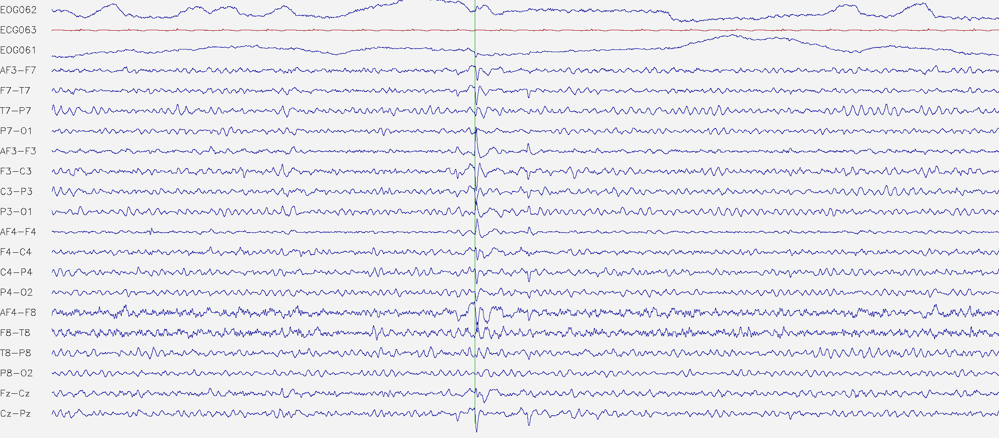 EOG062
ECG063
EOG061
AF3-F7
F7-T7
T7-P7
P7-O1
AF3-F3
F3-C3
C3-P3
P3-O1
AF4-F4
F4-C4
C4-P4
P4-O2
AF4-F8
F8-T8
T8-P8
P8-O2
Fz-Cz
Cz-Pz